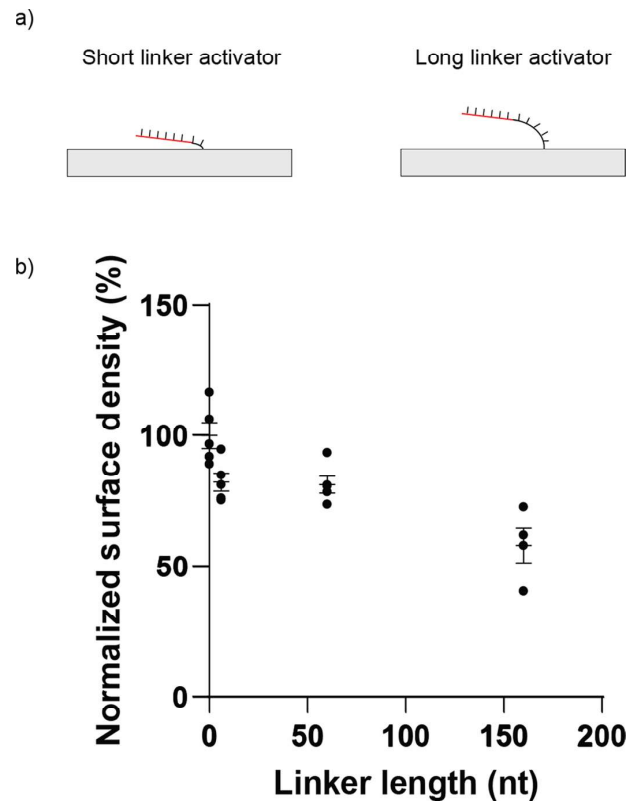 a)
Short linker activator
Long linker activator
b)
Normalized surface density (%)
150
100
50
0
0
50
100
150
200
Linker length (nt)